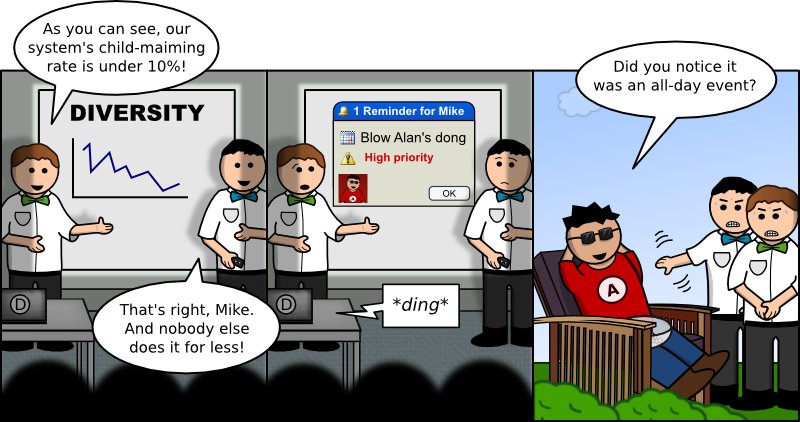 As you can see, our
system's child-maiming
rate is under 10%!
DIVERSITY
That's right, Mike.
And nobody else
does it for less!
D
1 Reminder for Mike
Blow Alan's dong
High priority
A
OK
*ding*
D
Did you notice it
was an all-day event?
A